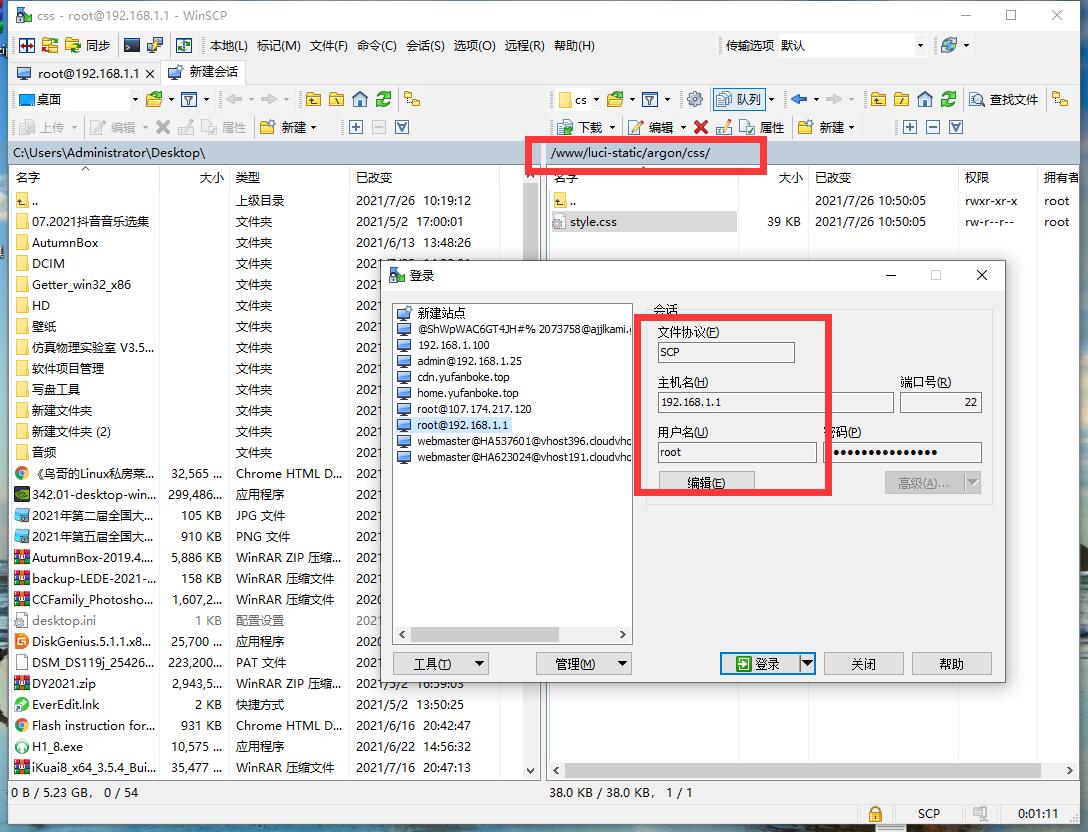 css - root@192.168.1.1 - WinSCP
同步 本地(L) 标记(M) 文件(F) 命令(C) 会话(S) 选项(O) 远程(R) 帮助(H) 传输选项 默认
root@192.168.1.1 × 新建会话
桌面 cs 队列 查找文件
上传 编辑 属性 新建 下载 编辑 属性 新建
C:\Users\Administrator\Desktop\ /www/luci-static/argon/css/
名字 大小 类型 已改变 名字 大小 已改变 权限 拥有者
.. 上级目录 2021/7/26 10:19:12 .. 2021/7/26 10:50:05 rwxr-xr-x root
07.2021抖音音乐选集 文件夹 2021/5/2 17:00:01 style.css 39 KB 2021/7/26 10:50:05 rw-r--r-- root
AutumnBox 文件夹 2021/6/13 13:48:26
DCIM 文件夹
Getter_win32_x86 文件夹
HD 文件夹
壁纸 文件夹
仿真物理实验室 V3.5... 文件夹
软件项目管理 文件夹
写盘工具 文件夹
新建文件夹 文件夹
新建文件夹 (2) 文件夹
音频 文件夹
《鸟哥的Linux私房菜... 32,565 ... Chrome HTML D...
342.01-desktop-win... 299,486... 应用程序
2021年第二届全国大... 105 KB JPG 文件
2021年第五届全国大... 910 KB PNG 文件
AutumnBox-2019.4.... 5,886 KB WinRAR ZIP 压缩...
backup-LEDE-2021-... 158 KB WinRAR 压缩文件
CCFamily_Photosho... 1,607,2... WinRAR 压缩文件
desktop.ini 1 KB 配置设置
DiskGenius.5.1.1.x8... 25,700 ... 应用程序
DSM_DS119j_25426... 223,200... PAT 文件
DY2021.zip 2,943,5... WinRAR ZIP 压缩... 2021/5/2 16:59:03
EverEdit.lnk 2 KB 快捷方式 2021/5/2 13:50:25
Flash instruction for... 931 KB Chrome HTML D... 2021/6/16 20:42:47
H1_8.exe 10,575 ... 应用程序 2021/6/22 14:56:32
iKuai8_x64_3.5.4_Bui... 35,477 ... WinRAR 压缩文件 2021/7/16 20:47:13
登录
新建站点
@ShWpWAC6GT4JH#% 2073758@ajjlkami.
192.168.1.100
admin@192.168.1.25
cdn.yufanboke.top
home.yufanboke.top
root@107.174.217.120
root@192.168.1.1
webmaster@HA537601@vhost396.cloudvho
webmaster@HA623024@vhost191.cloudvho
会话
文件协议(F)
SCP
主机名(H) 端口号(R)
192.168.1.1 22
用户名(U) 密码(P)
root
编辑(E) 高级(A)...
工具(T) 管理(M) 登录 关闭 帮助
0 B / 5.23 GB, 0 / 54 38.0 KB / 38.0 KB, 1 / 1
SCP 0:01:11